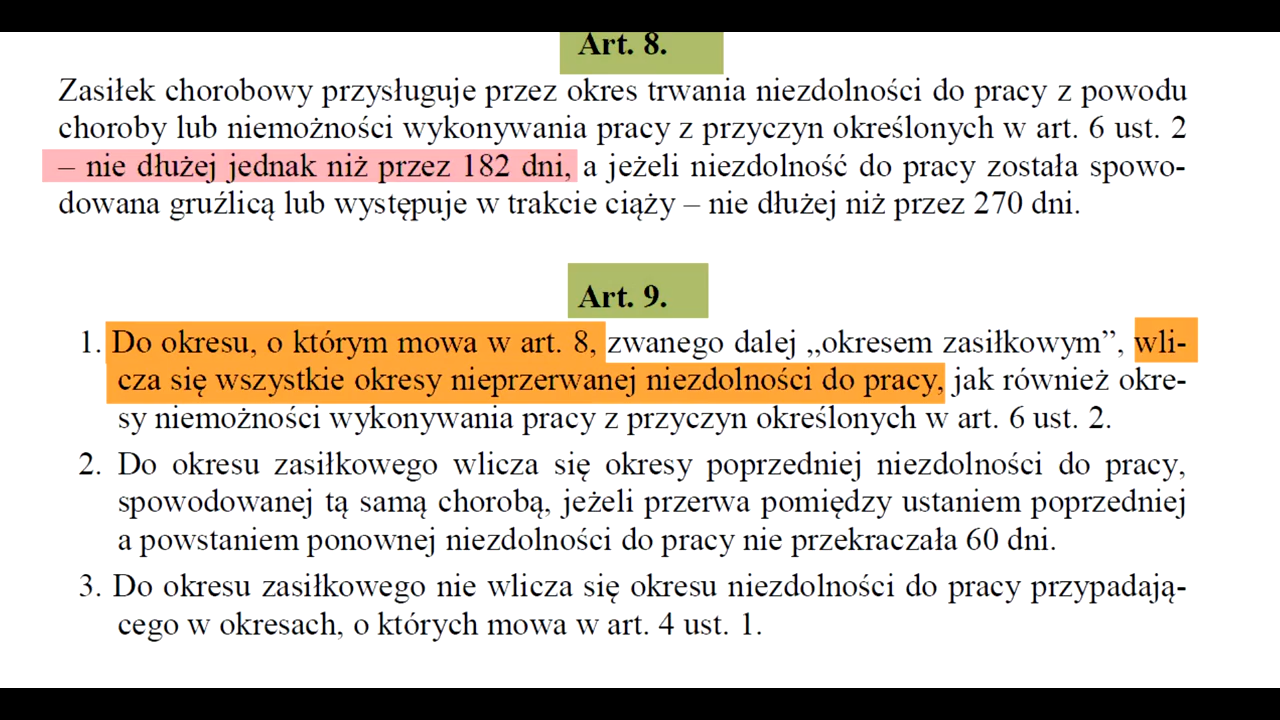 Art. 8.
Zasiłek chorobowy przysługuje przez okres trwania niezdolności do pracy z powodu
choroby lub niemożności wykonywania pracy z przyczyn określonych w art. 6 ust. 2
– nie dłużej jednak niż przez 182 dni, a jeżeli niezdolność do pracy została spowo-
dowana gruźlicą lub występuje w trakcie ciąży – nie dłużej niż przez 270 dni.
Art. 9.
1. Do okresu, o którym mowa w art. 8, zwanego dalej „okresem zasiłkowym”, wli-
cza się wszystkie okresy nieprzerwanej niezdolności do pracy, jak również okre-
sy niemożności wykonywania pracy z przyczyn określonych w art. 6 ust. 2.
2. Do okresu zasiłkowego wlicza się okresy poprzedniej niezdolności do pracy,
spowodowanej tą samą chorobą, jeżeli przerwa pomiędzy ustaniem poprzedniej
a powstaniem ponownej niezdolności do pracy nie przekraczała 60 dni.
3. Do okresu zasiłkowego nie wlicza się okresu niezdolności do pracy przypadają-
cego w okresach, o których mowa w art. 4 ust. 1.